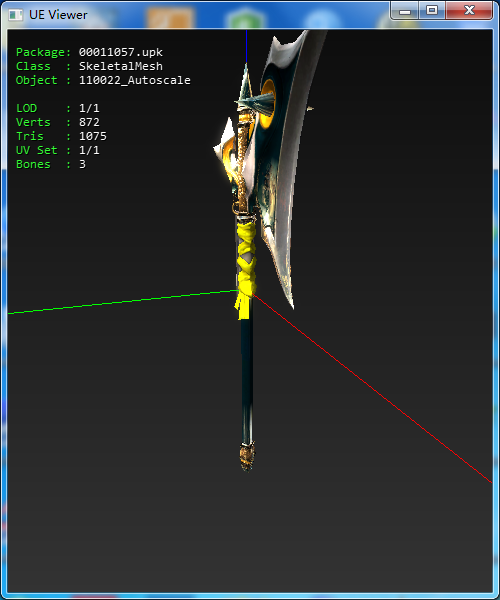 UE Viewer
Package: 00011057.upk
Class : SkeletalMesh
Object : 110022_Autoscale
LOD : 1/1
Verts : 872
Tris : 1075
UV Set : 1/1
Bones : 3